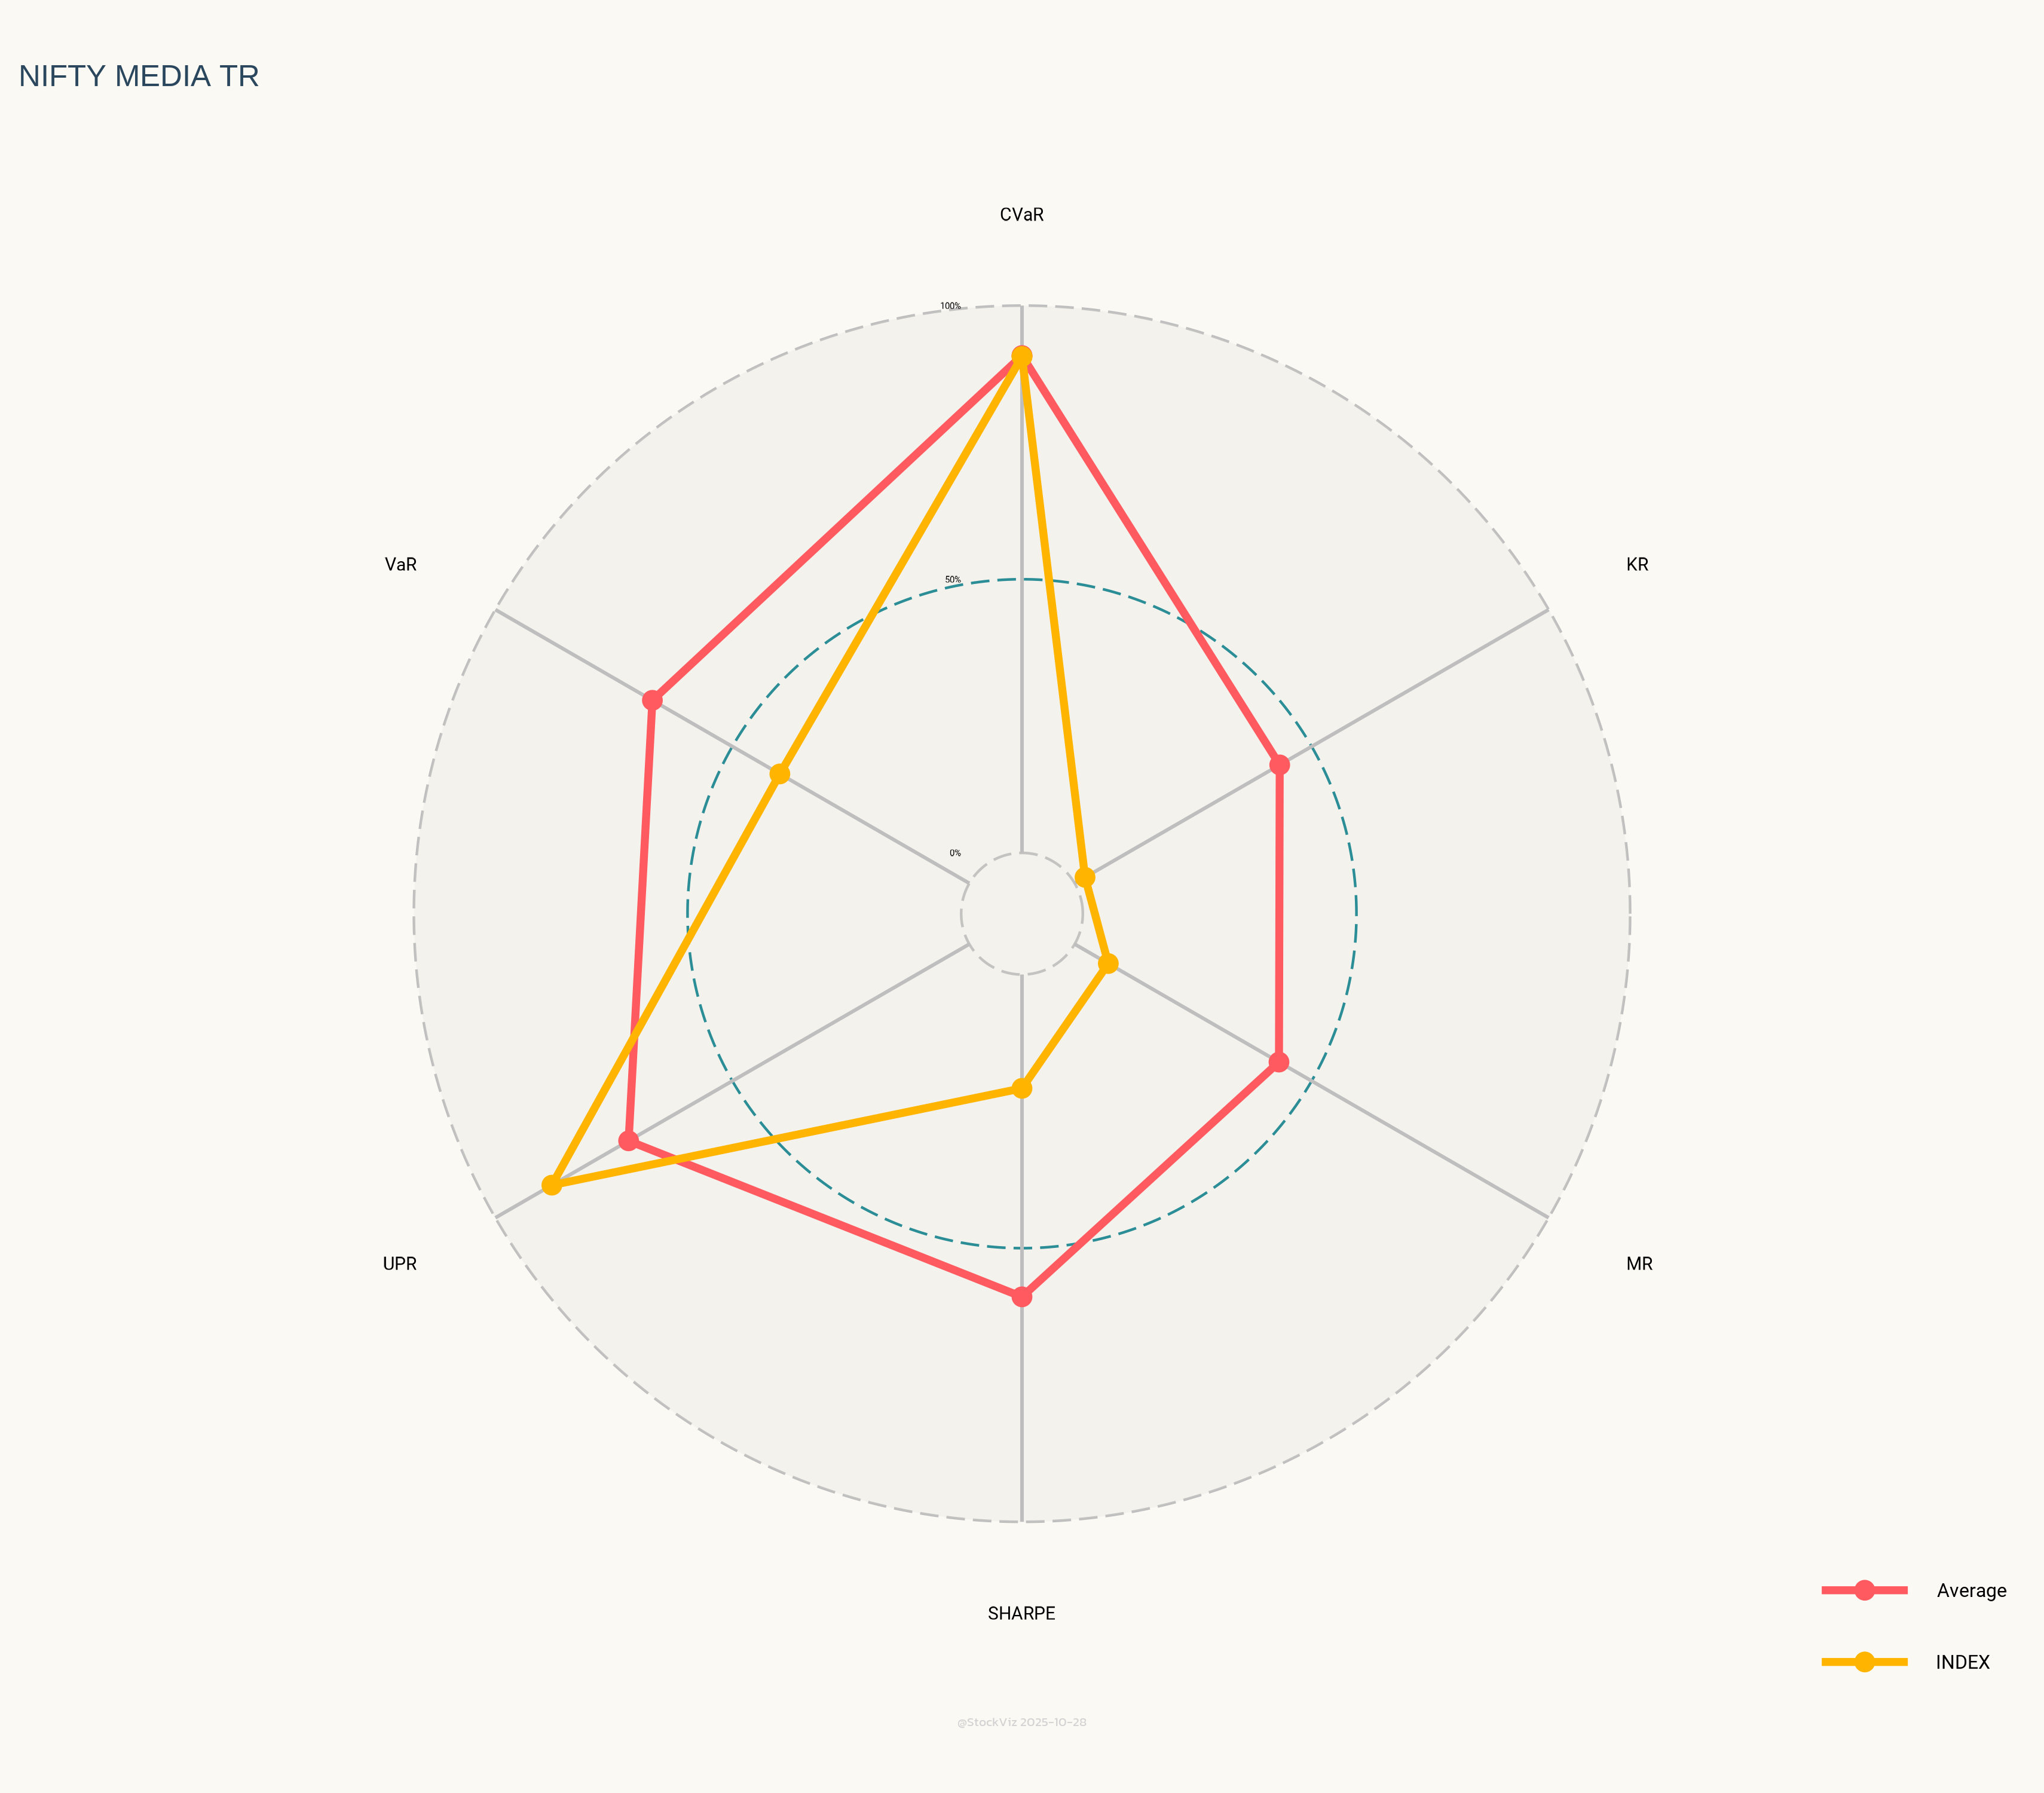 NIFTY MEDIA TR
CVaR
100%
VaR
KR
50%
0%
UPR
MR
SHARPE
Average
INDEX
@StockViz 2025-10-28